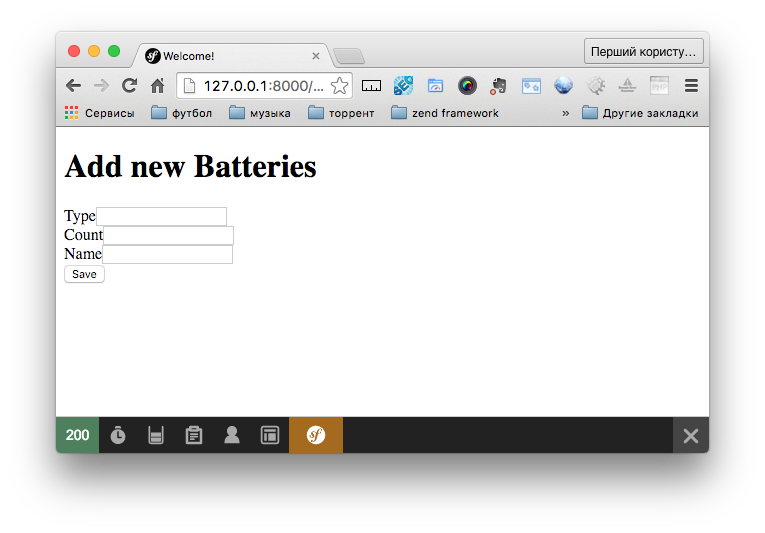 Welcome!
Перший користу…
127.0.0.1:8000/…
Сервисы футбол музыка торрент zend framework » Другие закладки
Add new Batteries
Type
Count
Name
Save
200 sf